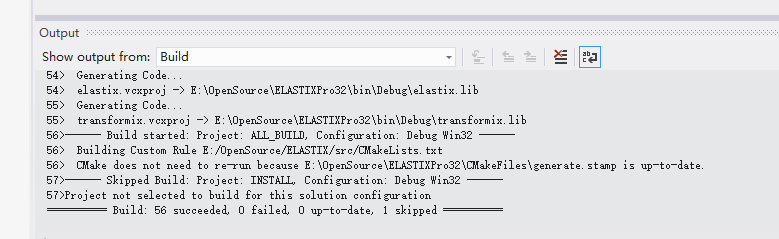 Output
Show output from: Build
54>  Generating Code...
54>  elastix.vcxproj -> E:\OpenSource\ELASTIXPro32\bin\Debug\elastix.lib
55>  Generating Code...
55>  transformix.vcxproj -> E:\OpenSource\ELASTIXPro32\bin\Debug\transformix.lib
56>------ Build started: Project: ALL_BUILD, Configuration: Debug Win32 ------
56>  Building Custom Rule E:/OpenSource/ELASTIX/src/CMakeLists.txt
56>  CMake does not need to re-run because E:\OpenSource\ELASTIXPro32\CMakeFiles\generate.stamp is up-to-date.
57>------ Skipped Build: Project: INSTALL, Configuration: Debug Win32 ------
57>Project not selected to build for this solution configuration
========== Build: 56 succeeded, 0 failed, 0 up-to-date, 1 skipped ==========